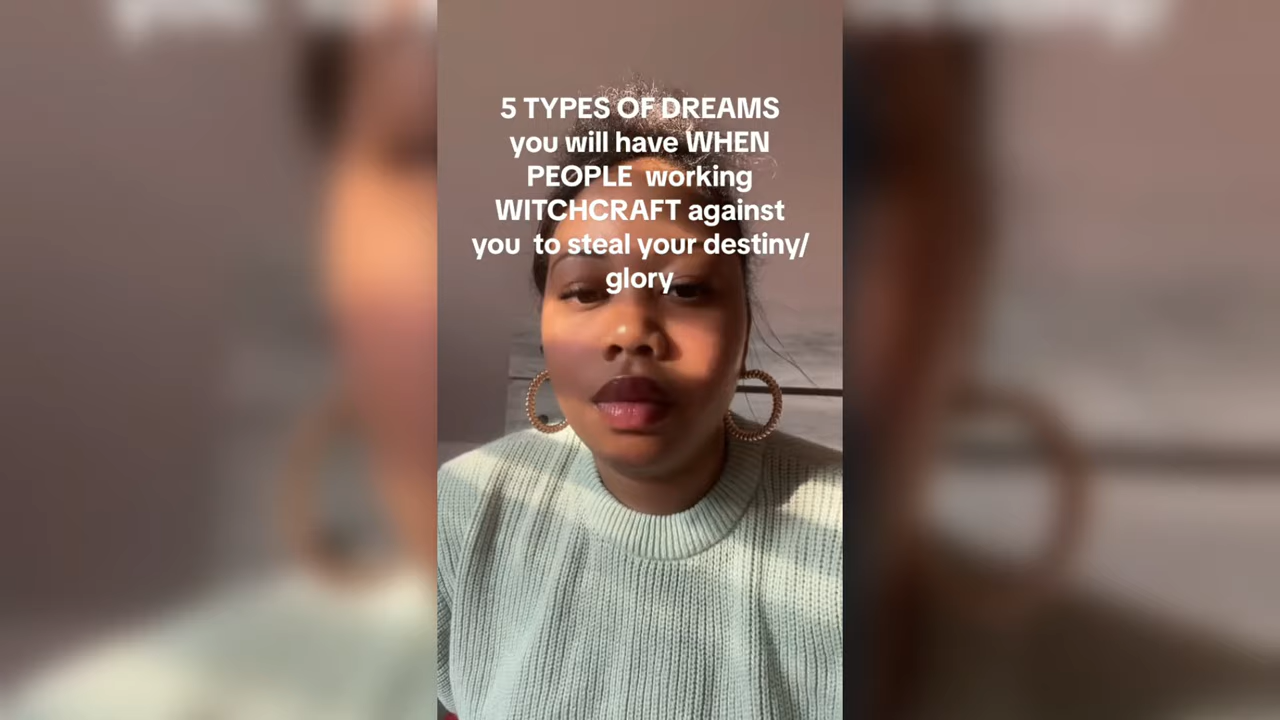 5 TYPES OF DREAMS
you will have WHEN
PEOPLE working
WITCHCRAFT against
you to steal your destiny/
glory